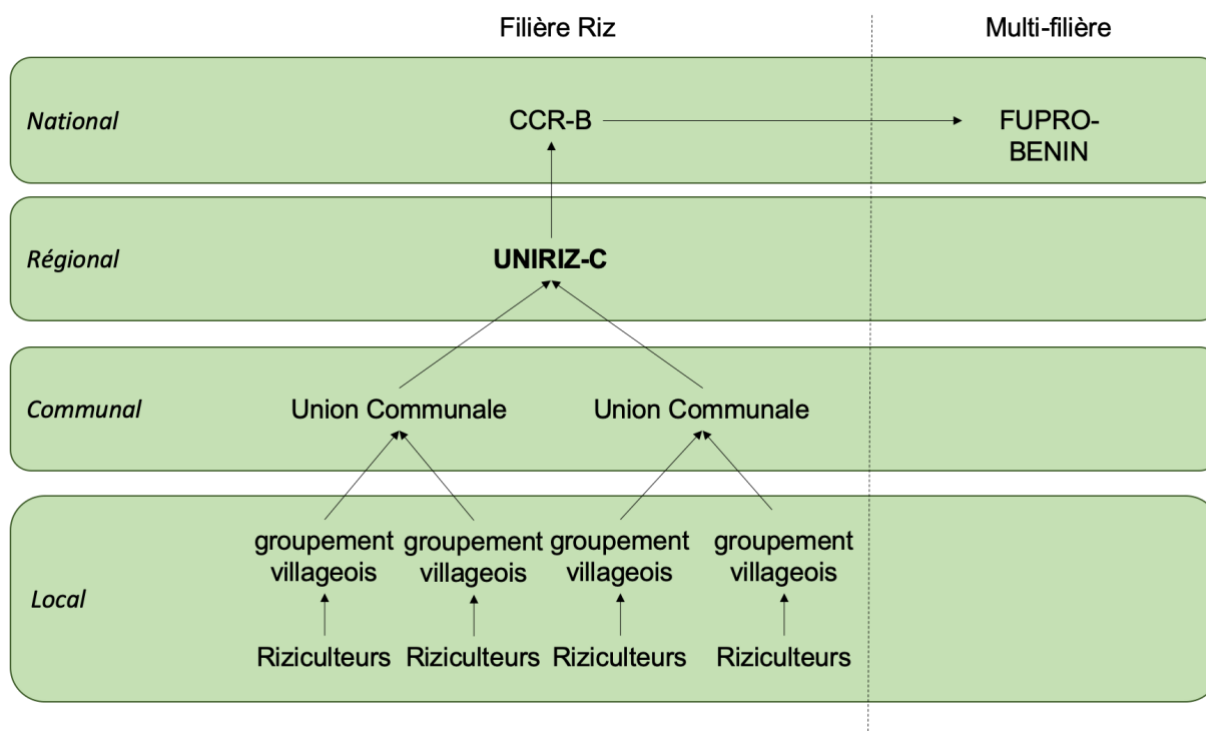 Filière Riz
Multi-filière
National
CCR-B
FUPRO-
BENIN
Régional
UNIRIZ-C
Communal
Union Communale
Union Communale
Local
groupement
villageois
groupement
villageois
groupement
villageois
groupement
villageois
Riziculteurs
Riziculteurs
Riziculteurs
Riziculteurs